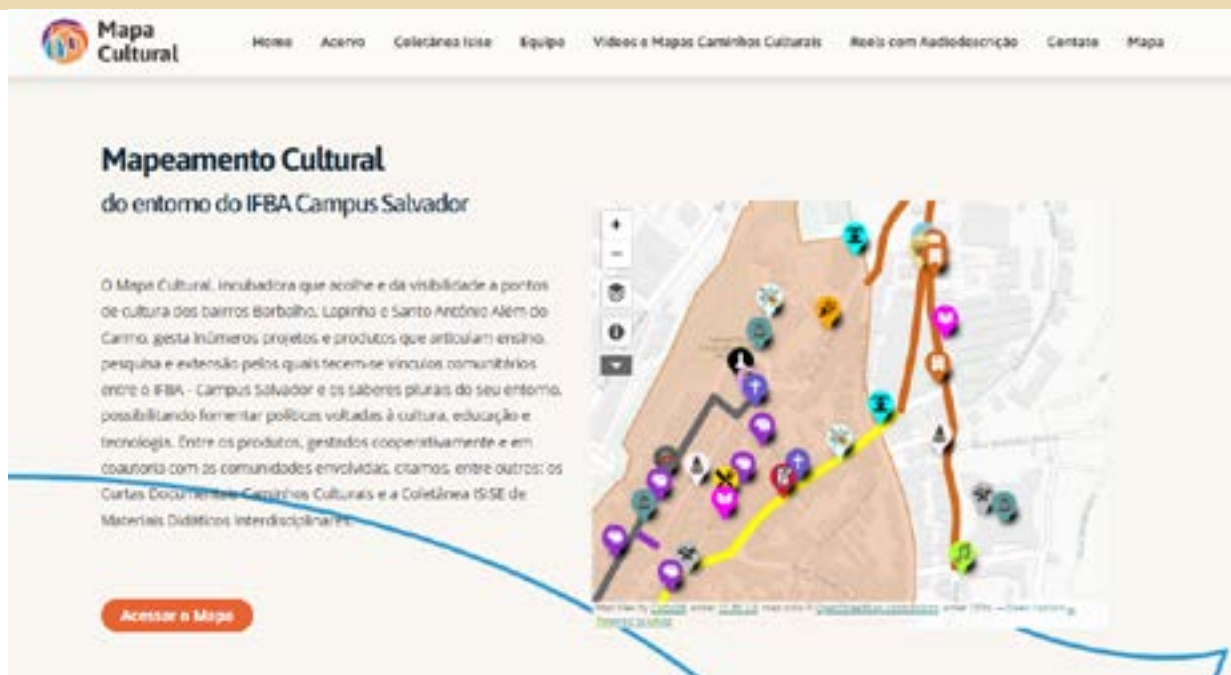 Mapa
Cultural
Home Acervo Coletânea Isise Equipo Vídeos e Mapas Caminhos Culturais Reels com Audiodescrição Contato Mapa
Mapeamento Cultural
do entorno do IFBA Campus Salvador
O Mapa Cultural, incubadora que acolhe e dá visibilidade a pontos
de cultura dos bairros Barbalho, Lapinha e Santo Antônio Além do
Carmo, gesta inúmeros projetos e produtos que articulam ensino,
pesquisa e extensão pelos quais tecem-se vínculos comunitários
entre o IFBA - Campus Salvador e os saberes plurais do seu entorno,
possibilitando fomentar políticas voltadas à cultura, educação e
tecnologia. Entre os produtos, gestados cooperativamente e em
coautoria com as comunidades envolvidas, citamos, entre outros: os
Curtas Documentais Caminhos Culturais e a Coletânea ISISE de
Materiais Didáticos Interdisciplinares.
Acessar o Mapa
+
−